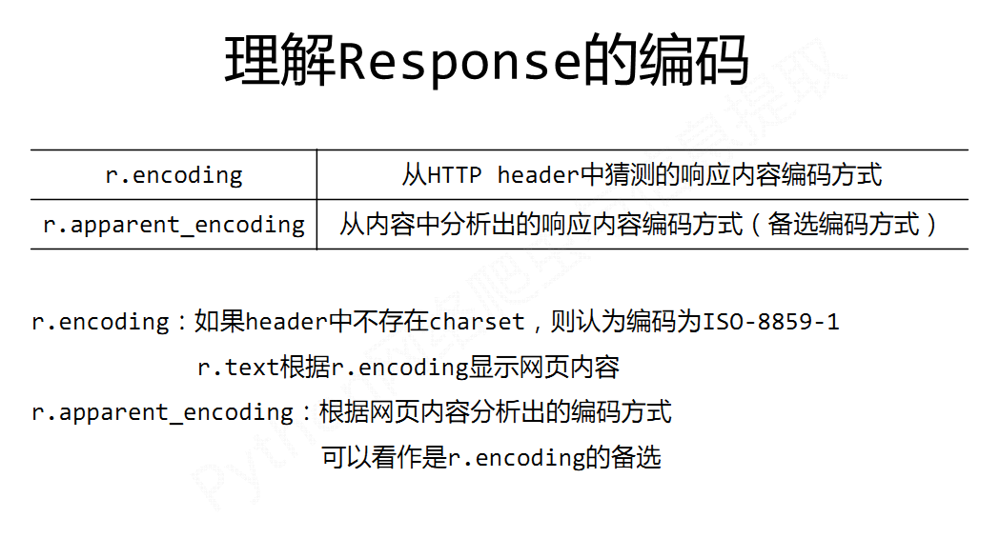 理解Response的编码
r.encoding 从HTTP header中猜测的响应内容编码方式
r.apparent_encoding 从内容中分析出的响应内容编码方式（备选编码方式）
r.encoding：如果header中不存在charset，则认为编码为ISO-8859-1
r.text根据r.encoding显示网页内容
r.apparent_encoding：根据网页内容分析出的编码方式
可以看作是r.encoding的备选